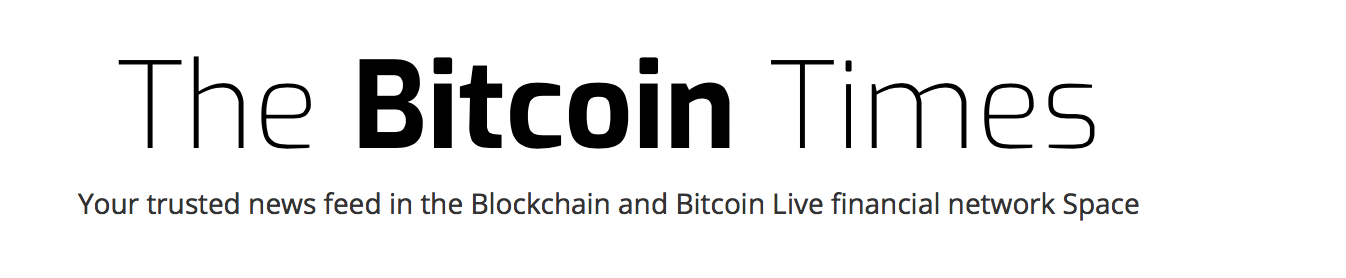 The Bitcoin Times
Your trusted news feed in the Blockchain and Bitcoin Live financial network Space